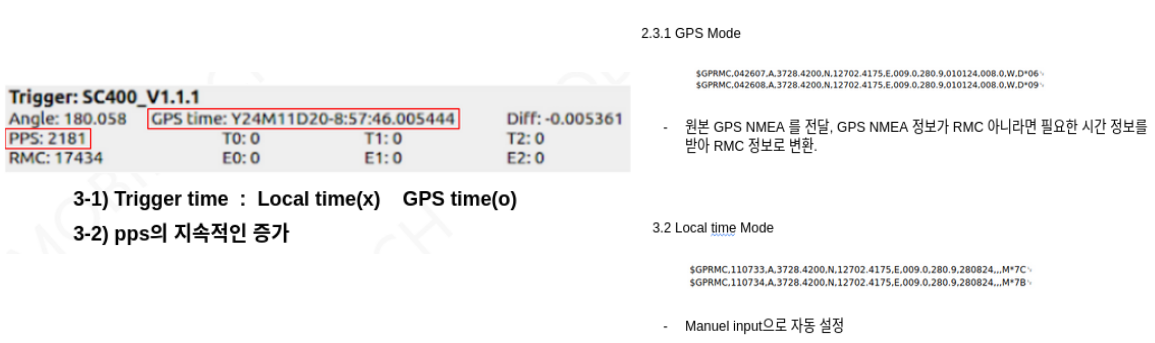 Trigger: SC400_V1.1.1
Angle: 180.058 GPS time: Y24M11D20-8:57:46.005444 Diff: -0.005361
PPS: 2181 T0: 0 T1: 0 T2: 0
RMC: 17434 E0: 0 E1: 0 E2: 0
3-1) Trigger time : Local time(x) GPS time(o)
3-2) pps의 지속적인 증가
2.3.1 GPS Mode
$GPRMC,042607,A,3728.4200,N,12702.4175,E,009.0,280.9,010124,008.0,W,D*06
$GPRMC,042608,A,3728.4200,N,12702.4175,E,009.0,280.9,010124,008.0,W,D*09
- 원본 GPS NMEA 를 전달, GPS NMEA 정보가 RMC 아니라면 필요한 시간 정보를
받아 RMC 정보로 변환.
3.2 Local time Mode
$GPRMC,110733,A,3728.4200,N,12702.4175,E,009.0,280.9,280824,,,M*7C
$GPRMC,110734,A,3728.4200,N,12702.4175,E,009.0,280.9,280824,,,M*7B
- Manuel input으로 자동 설정